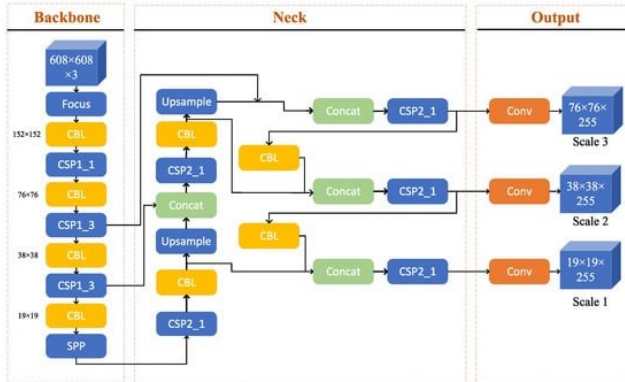 Backbone
Neck
Output
608×608
×3
Focus
152×152
CBL
CSP1_1
76×76
CBL
CSP1_3
38×38
CBL
CSP1_3
19×19
CBL
SPP
Upsample
CBL
CSP2_1
Concat
Upsample
CBL
CSP2_1
Concat
CSP2_1
CBL
Concat
CSP2_1
CBL
Concat
CSP2_1
Conv
76×76×
255
Scale 3
Conv
38×38×
255
Scale 2
Conv
19×19×
255
Scale 1